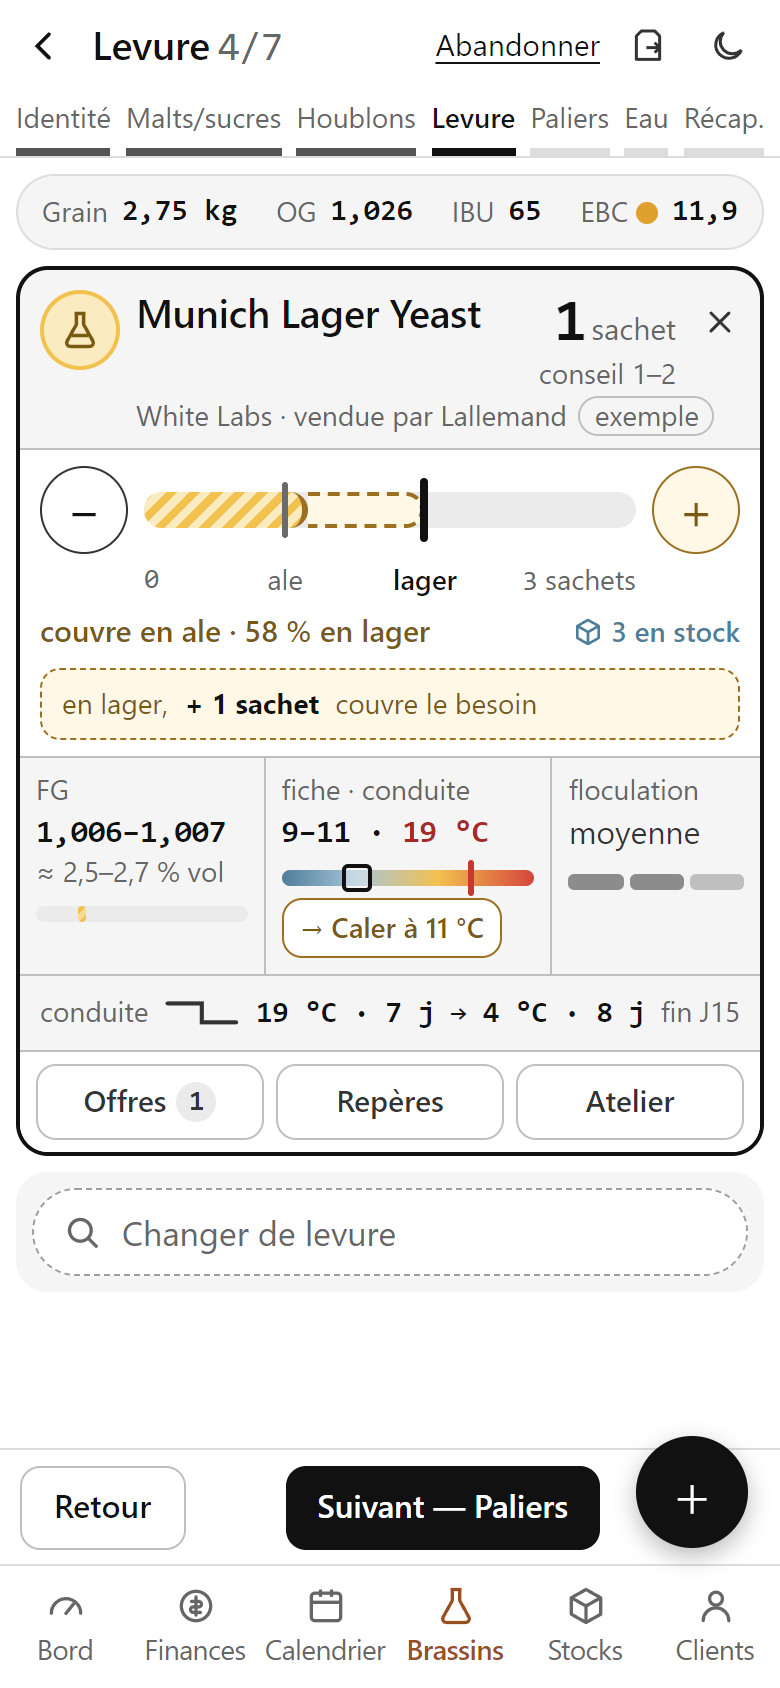 Levure 4/7 Abandonner
Identité Malts/sucres Houblons Levure Paliers Eau Récap.
Grain 2,75 kg OG 1,026 IBU 65 EBC 11,9
Munich Lager Yeast 1 sachet
conseil 1–2
White Labs · vendue par Lallemand exemple
− +
0 ale lager 3 sachets
couvre en ale · 58 % en lager 3 en stock
en lager, + 1 sachet couvre le besoin
FG fiche · conduite floculation
1,006–1,007 9–11 · 19 °C moyenne
≈ 2,5–2,7 % vol
→ Caler à 11 °C
conduite 19 °C · 7 j → 4 °C · 8 j fin J15
Offres 1 Repères Atelier
Changer de levure
Retour Suivant — Paliers +
Bord Finances Calendrier Brassins Stocks Clients